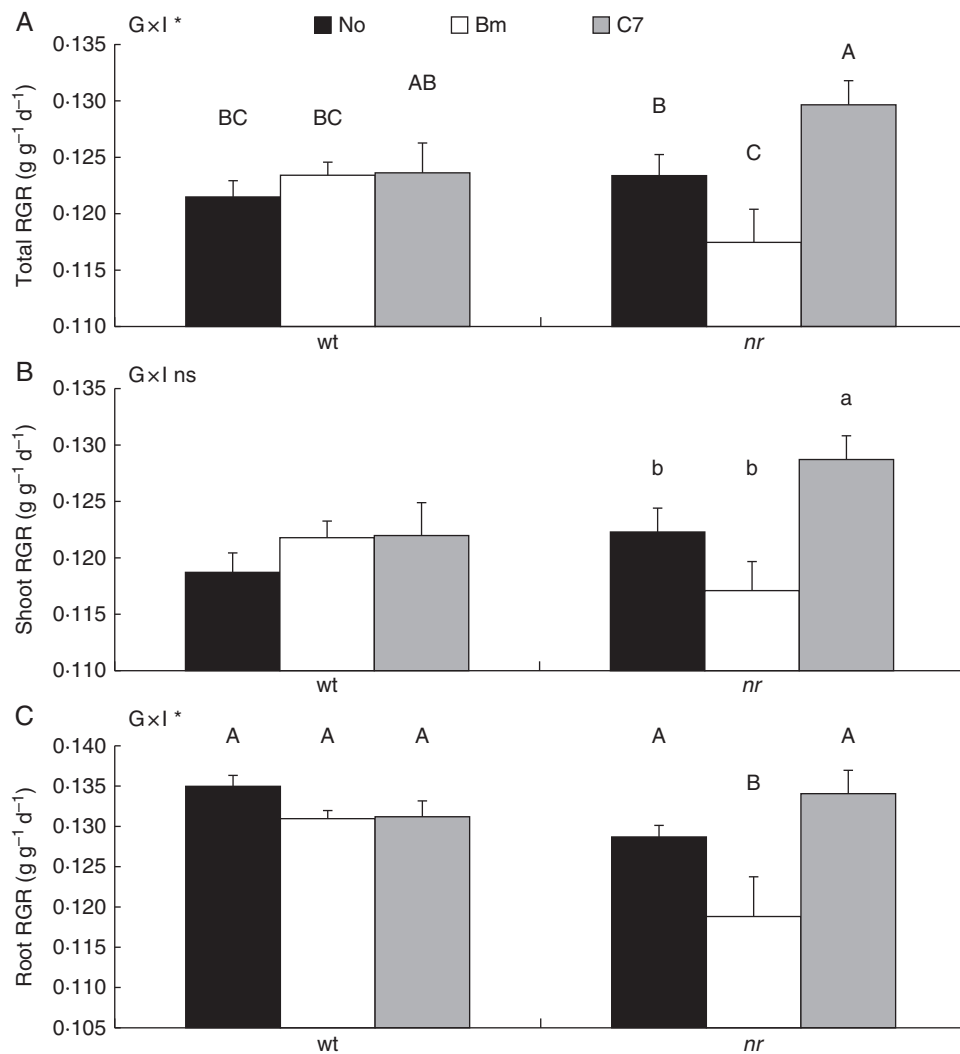 A G×I * No Bm C7
Total RGR (g g⁻¹ d⁻¹)
0·135
0·130
0·125
0·120
0·115
0·110
BC BC AB B C A
wt nr
B G×I ns
Shoot RGR (g g⁻¹ d⁻¹)
0·135
0·130
0·125
0·120
0·115
0·110
b b a
wt nr
C G×I *
Root RGR (g g⁻¹ d⁻¹)
0·140
0·135
0·130
0·125
0·120
0·115
0·110
0·105
A A A A B A
wt nr